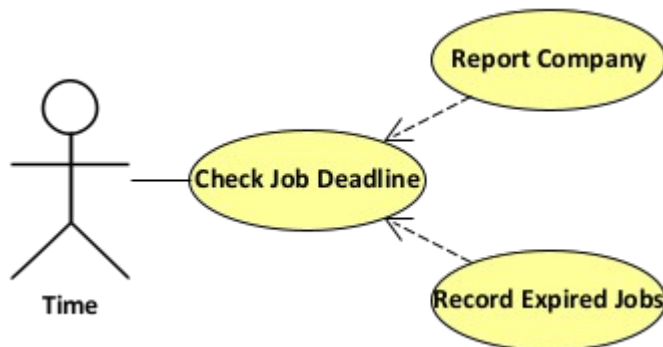 Report Company
Check Job Deadline
Record Expired Jobs
Time